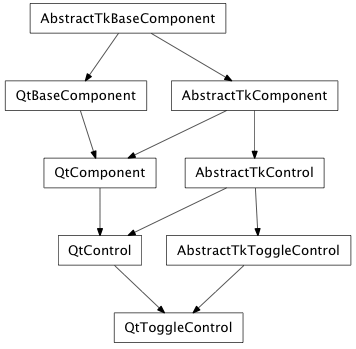 AbstractTkBaseComponent
QtBaseComponent
AbstractTkComponent
QtComponent
AbstractTkControl
QtControl
AbstractTkToggleControl
QtToggleControl